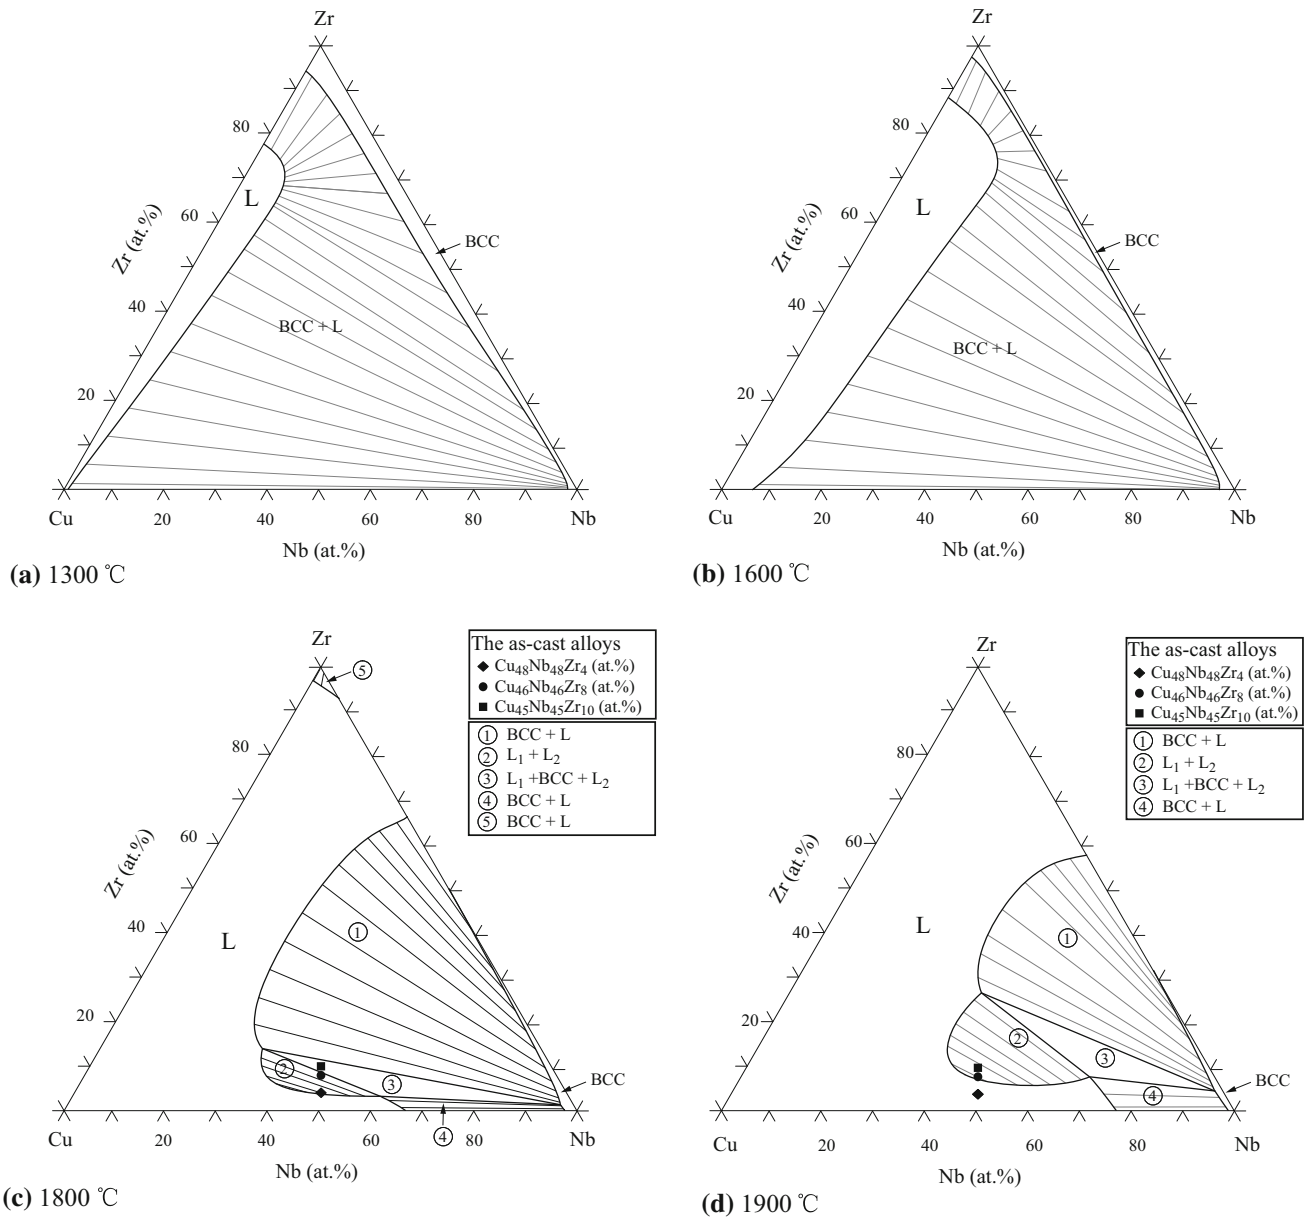 Zr
80
60
40
20
Zr (at.%)
L
BCC
BCC + L
Cu
20
40
60
80
Nb
Nb (at.%)
(a) 1300 ℃
Zr
80
60
40
20
Zr (at.%)
L
BCC
BCC + L
Cu
20
40
60
80
Nb
Nb (at.%)
(b) 1600 ℃
Zr
⑤
The as-cast alloys
Cu48Nb48Zr4 (at.%)
Cu46Nb46Zr8 (at.%)
Cu45Nb45Zr10 (at.%)
① BCC + L
② L1 + L2
③ L1 +BCC + L2
④ BCC + L
⑤ BCC + L
80
60
40
20
Zr (at.%)
L
①
②
③
BCC
④
Cu
20
40
60
80
Nb
Nb (at.%)
(c) 1800 ℃
Zr
The as-cast alloys
Cu48Nb48Zr4 (at.%)
Cu46Nb46Zr8 (at.%)
Cu45Nb45Zr10 (at.%)
① BCC + L
② L1 + L2
③ L1 +BCC + L2
④ BCC + L
80
60
40
20
Zr (at.%)
L
①
②
③
BCC
④
Cu
20
40
60
80
Nb
Nb (at.%)
(d) 1900 ℃